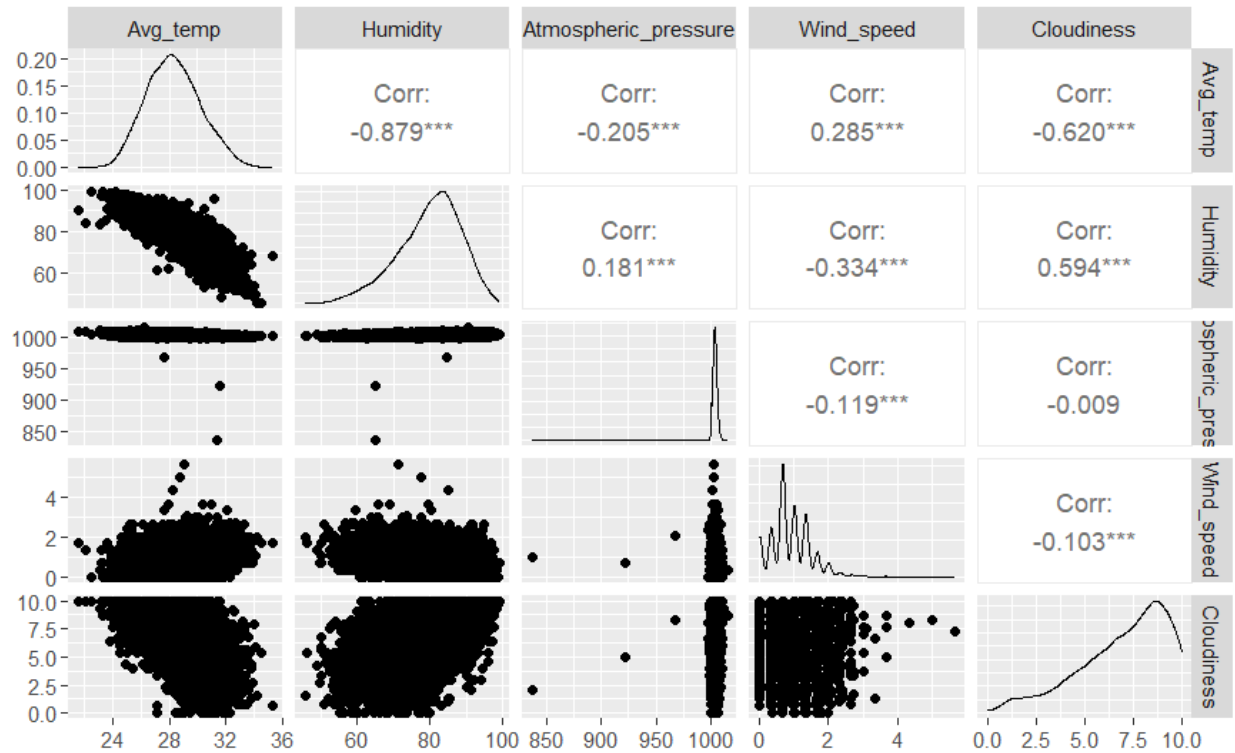 Avg_temp Humidity Atmospheric_pressure Wind_speed Cloudiness
0.20
0.15
0.10
0.05
0.00
Corr:
-0.879***
Corr:
-0.205***
Corr:
0.285***
Corr:
-0.620***
Avg_temp
100
80
60
Corr:
0.181***
Corr:
-0.334***
Corr:
0.594***
Humidity
1000
950
900
850
Corr:
-0.119***
Corr:
-0.009
ospheric_pres
4
2
0
Corr:
-0.103***
Wind_speed
10.0
7.5
5.0
2.5
0.0
Cloudiness
24 28 32 36 60 80 100 850 900 950 1000 0 2 4 0.0 2.5 5.0 7.5 10.0